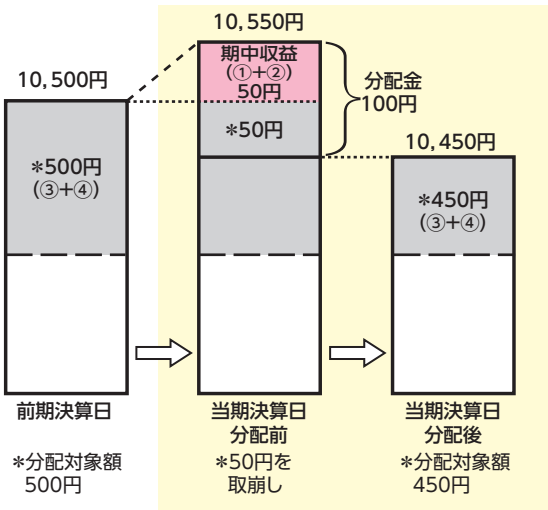 10,550円
10,500円
期中収益
(①+②)
50円
分配金
100円
*50円
10,450円
*500円
(③+④)
*450円
(③+④)
前期決算日
当期決算日
分配前
当期決算日
分配後
*分配対象額
500円
*50円を
取崩し
*分配対象額
450円